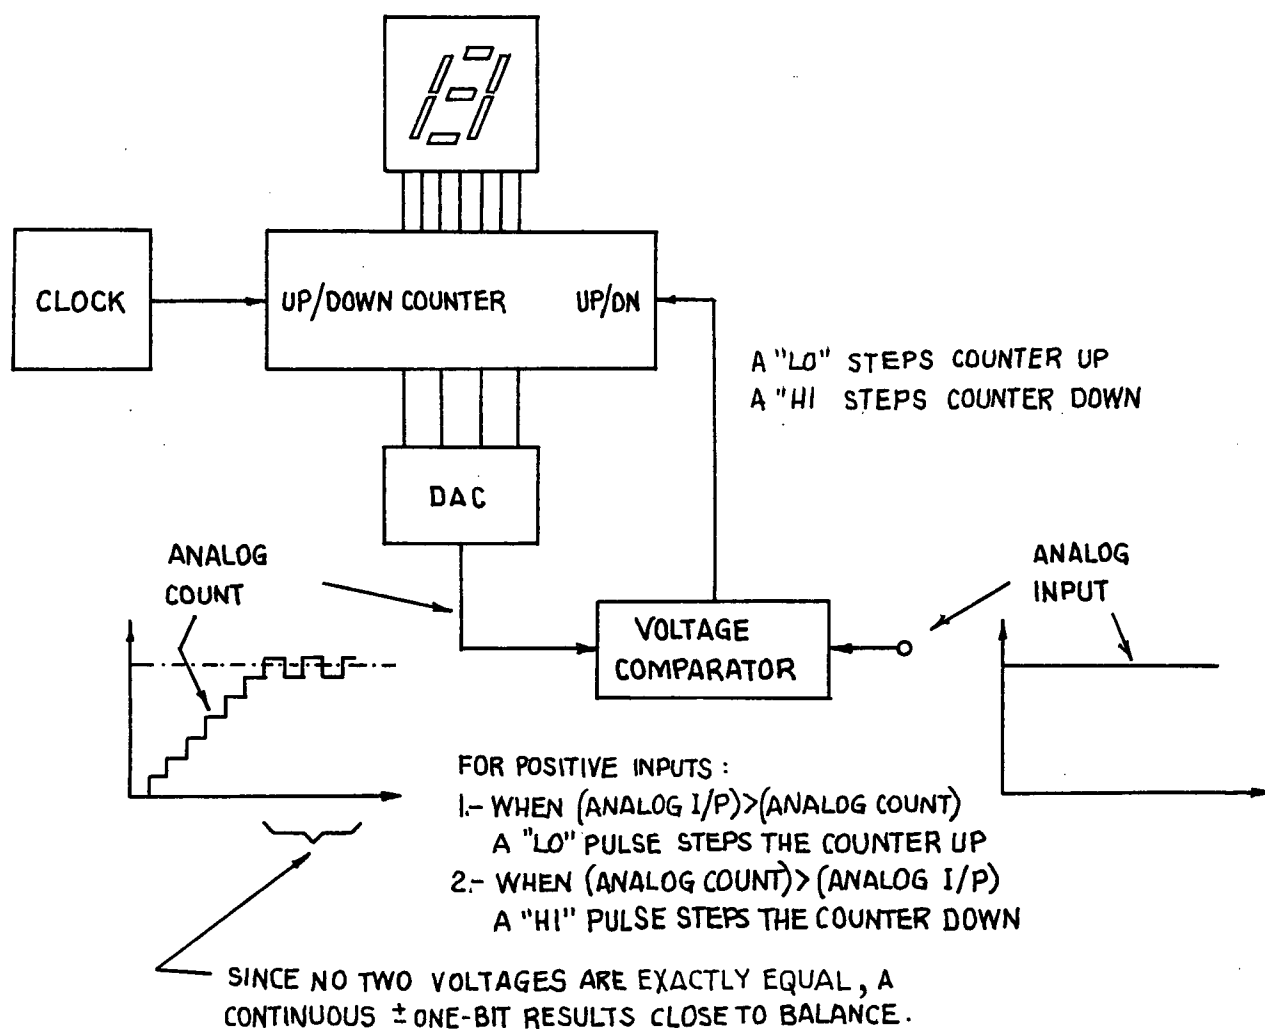 CLOCK
UP/DOWN COUNTER UP/DN
A "LO" STEPS COUNTER UP
A "HI STEPS COUNTER DOWN
DAC
ANALOG
COUNT
ANALOG
INPUT
VOLTAGE
COMPARATOR
FOR POSITIVE INPUTS :
1.- WHEN (ANALOG I/P)>(ANALOG COUNT)
A "LO" PULSE STEPS THE COUNTER UP
2.- WHEN (ANALOG COUNT)>(ANALOG I/P)
A "HI" PULSE STEPS THE COUNTER DOWN
SINCE NO TWO VOLTAGES ARE EXACTLY EQUAL, A
CONTINUOUS ± ONE-BIT RESULTS CLOSE TO BALANCE.